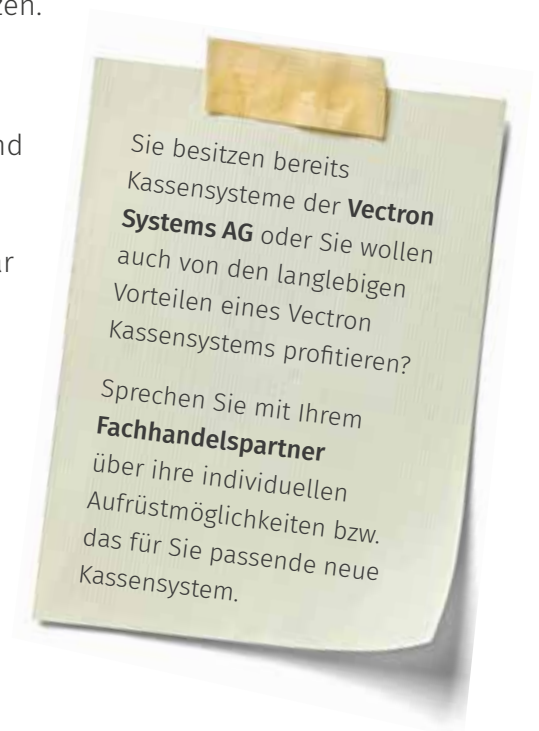 zen.
nd
ar
Sie besitzen bereits
Kassensysteme der Vectron
Systems AG oder Sie wollen
auch von den langlebigen
Vorteilen eines Vectron
Kassensystems profitieren?
Sprechen Sie mit Ihrem
Fachhandelspartner
über ihre individuellen
Aufrüstmöglichkeiten bzw.
das für Sie passende neue
Kassensystem.